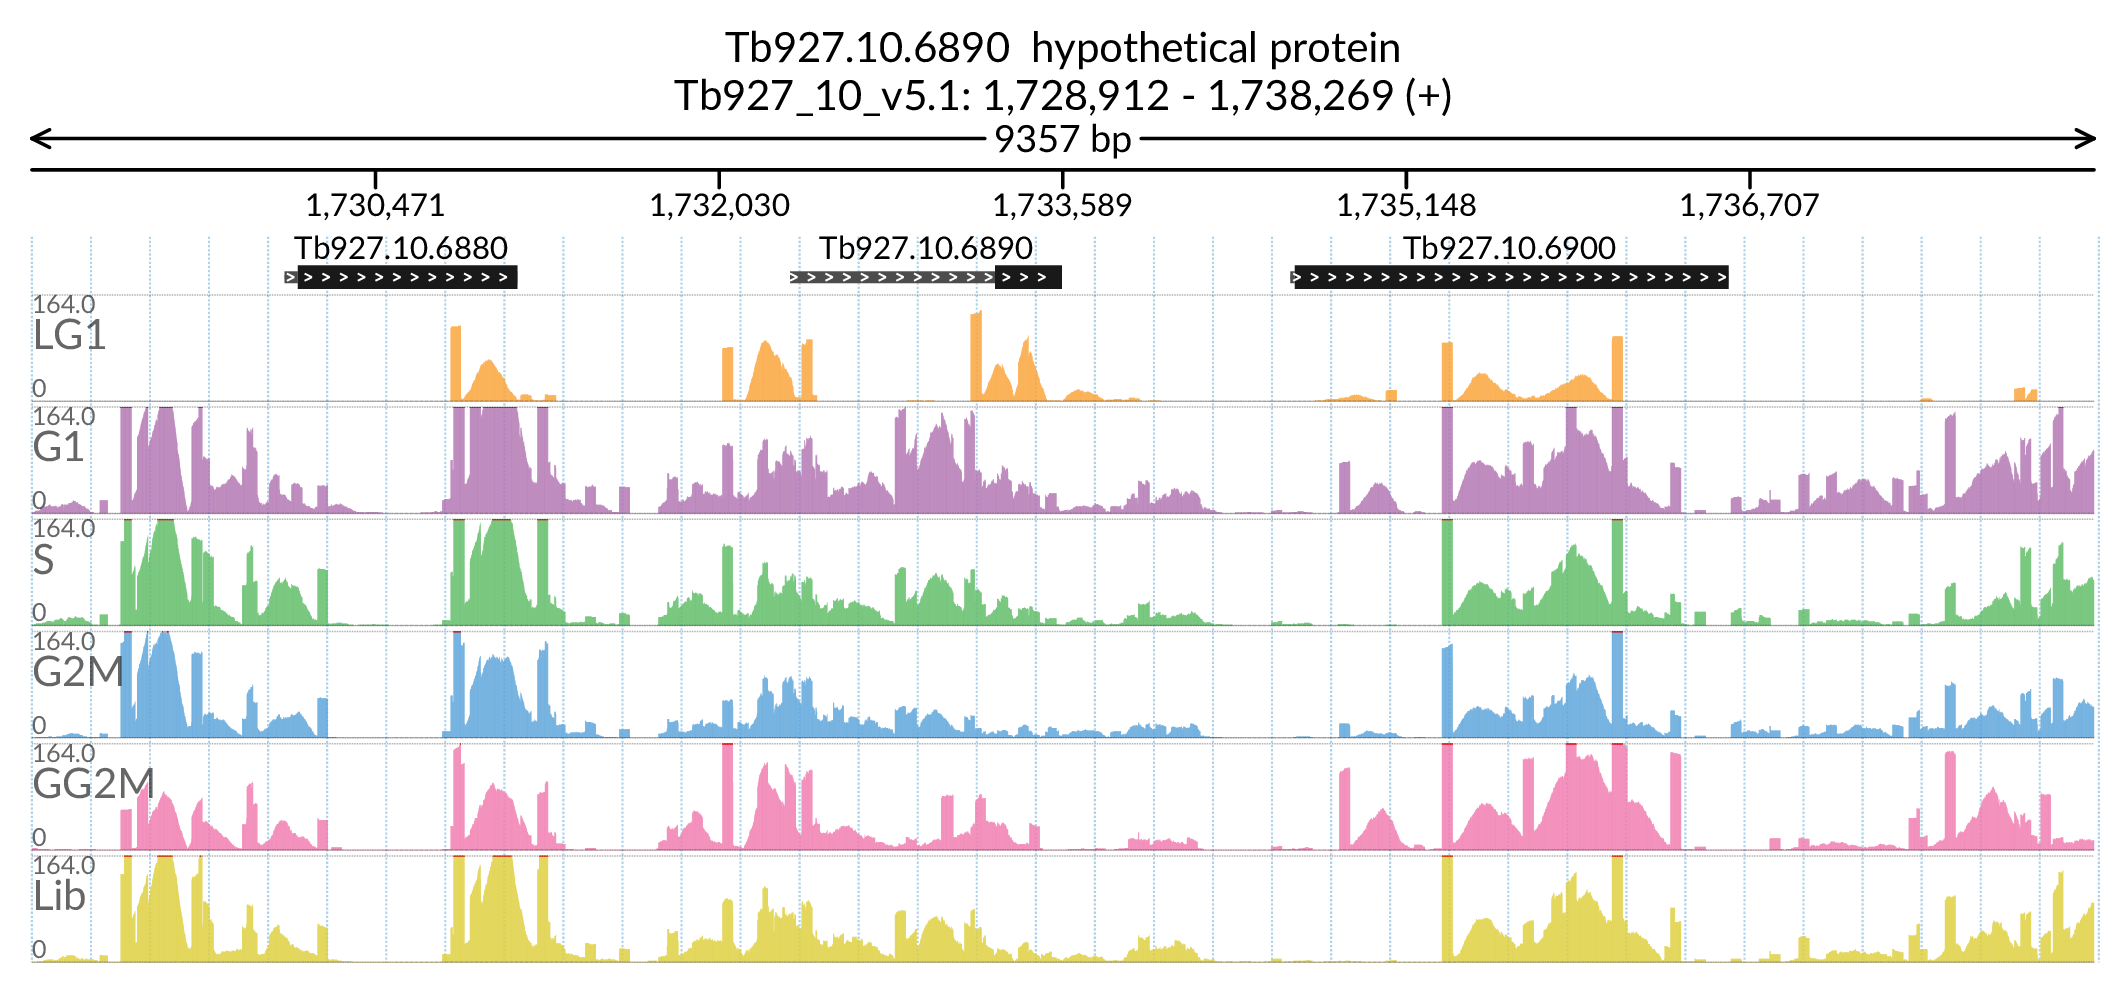 Tb927.10.6890  hypothetical protein
Tb927_10_v5.1: 1,728,912 - 1,738,269 (+)
9357 bp
1,730,471 1,732,030 1,733,589 1,735,148 1,736,707
Tb927.10.6880 Tb927.10.6890 Tb927.10.6900
164.0
LG1
0
164.0
G1
0
164.0
S
0
164.0
G2M
0
164.0
GG2M
0
164.0
Lib
0